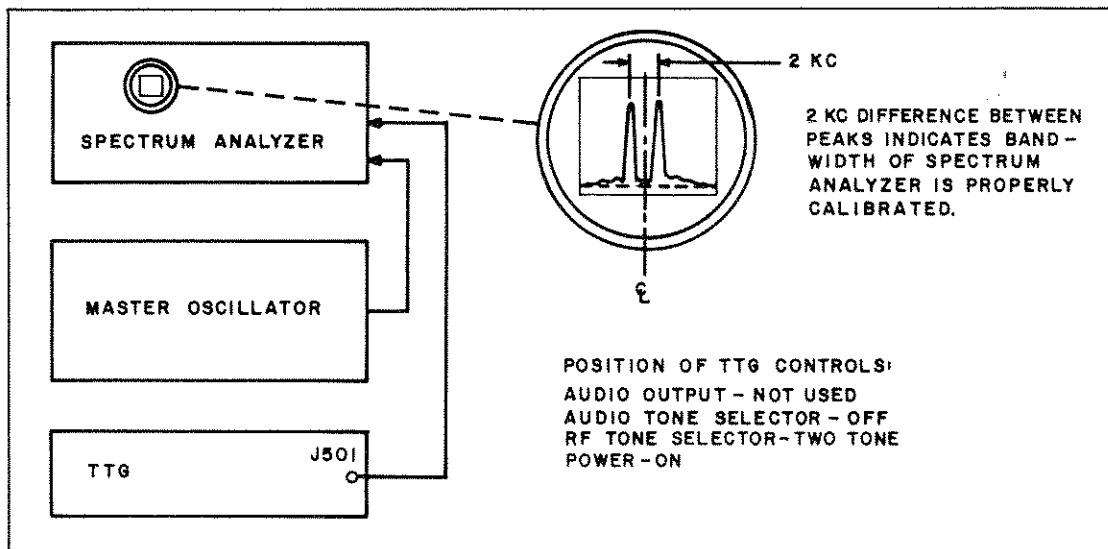 SPECTRUM ANALYZER
MASTER OSCILLATOR
TTG
J501
2 KC
2 KC DIFFERENCE BETWEEN
PEAKS INDICATES BAND-
WIDTH OF SPECTRUM
ANALYZER IS PROPERLY
CALIBRATED.
℄
POSITION OF TTG CONTROLS:
AUDIO OUTPUT - NOT USED
AUDIO TONE SELECTOR - OFF
RF TONE SELECTOR-TWO TONE
POWER-ON